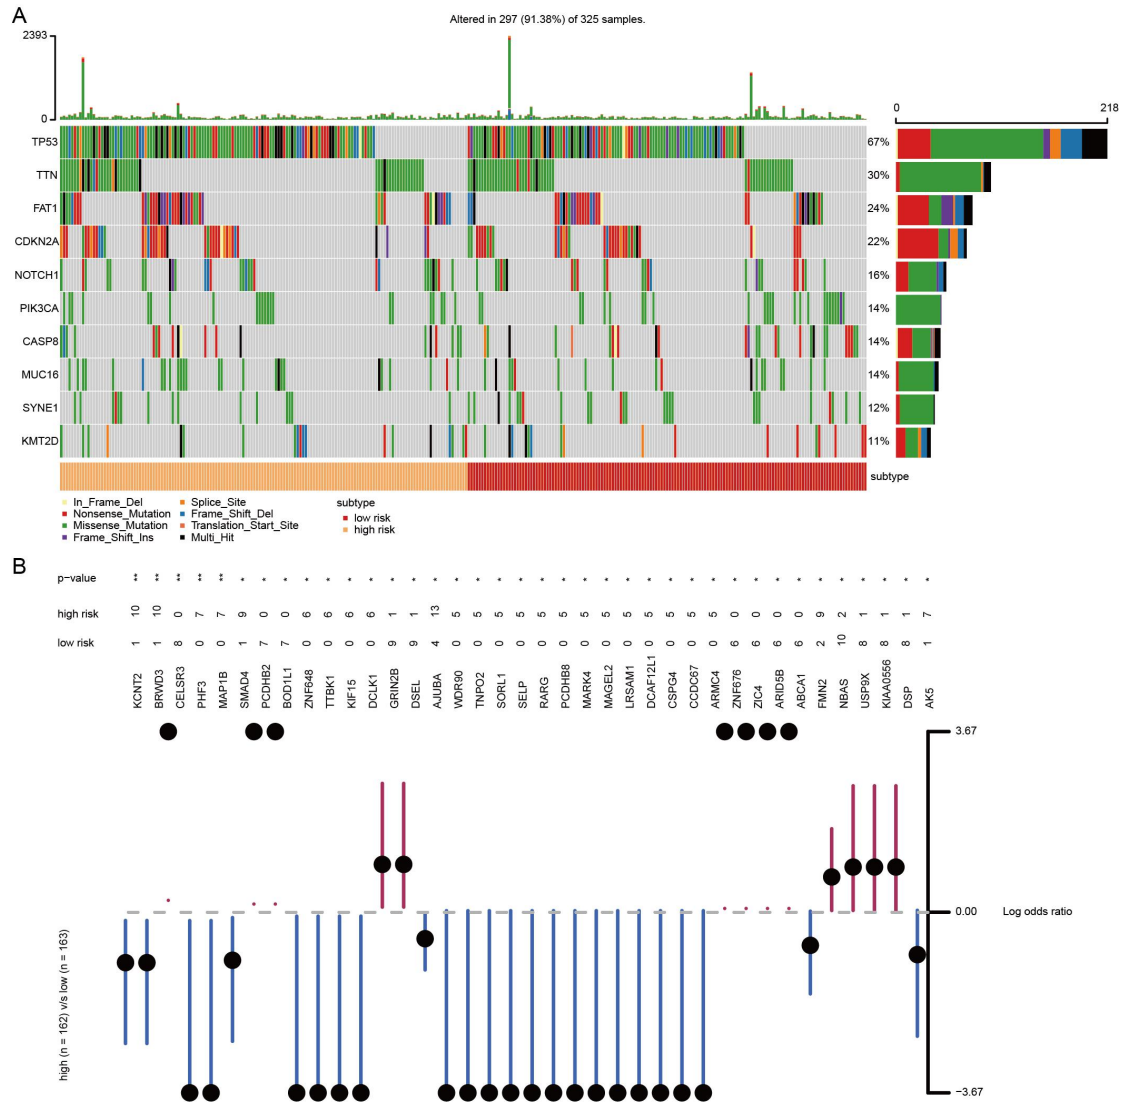 A
Altered in 297 (91.38%) of 325 samples.
2393
0
0 218
TP53 67%
TTN 30%
FAT1 24%
CDKN2A 22%
NOTCH1 16%
PIK3CA 14%
CASP8 14%
MUC16 14%
SYNE1 12%
KMT2D 11%
subtype
In_Frame_Del Splice_Site
Nonsense_Mutation Frame_Shift_Del
Missense_Mutation Translation_Start_Site
Frame_Shift_Ins Multi_Hit
subtype
low risk
high risk
B
p-value ** ** ** ** ** * * * * * * * * * * * * * * * * * * * * * * * * * * * * * * * * *
high risk 10 10 0 7 7 9 0 0 6 6 6 6 1 1 13 5 5 5 5 5 5 5 5 5 5 5 5 5 0 0 0 0 9 2 1 1 1 7
low risk 1 1 8 0 0 1 7 7 0 0 0 0 9 9 4 0 0 0 0 0 0 0 0 0 0 0 0 0 6 6 6 6 2 10 8 8 8 1
KCNT2 BRWD3 CELSR3 PHF3 MAP1B SMAD4 PCDHB2 BOD1L1 ZNF648 TTBK1 KIF15 DCLK1 GRIN2B DSEL AJUBA WDR90 TNPO2 SORL1 SELP RARG PCDHB8 MARK4 MAGEL2 LRSAM1 DCAF12L1 CSPG4 CCDC67 ARMC4 ZNF676 ZIC4 ARID5B ABCA1 FMN2 NBAS USP9X KIAA0556 DSP AK5
3.67
0.00 Log odds ratio
−3.67
high (n = 162) v/s low (n = 163)